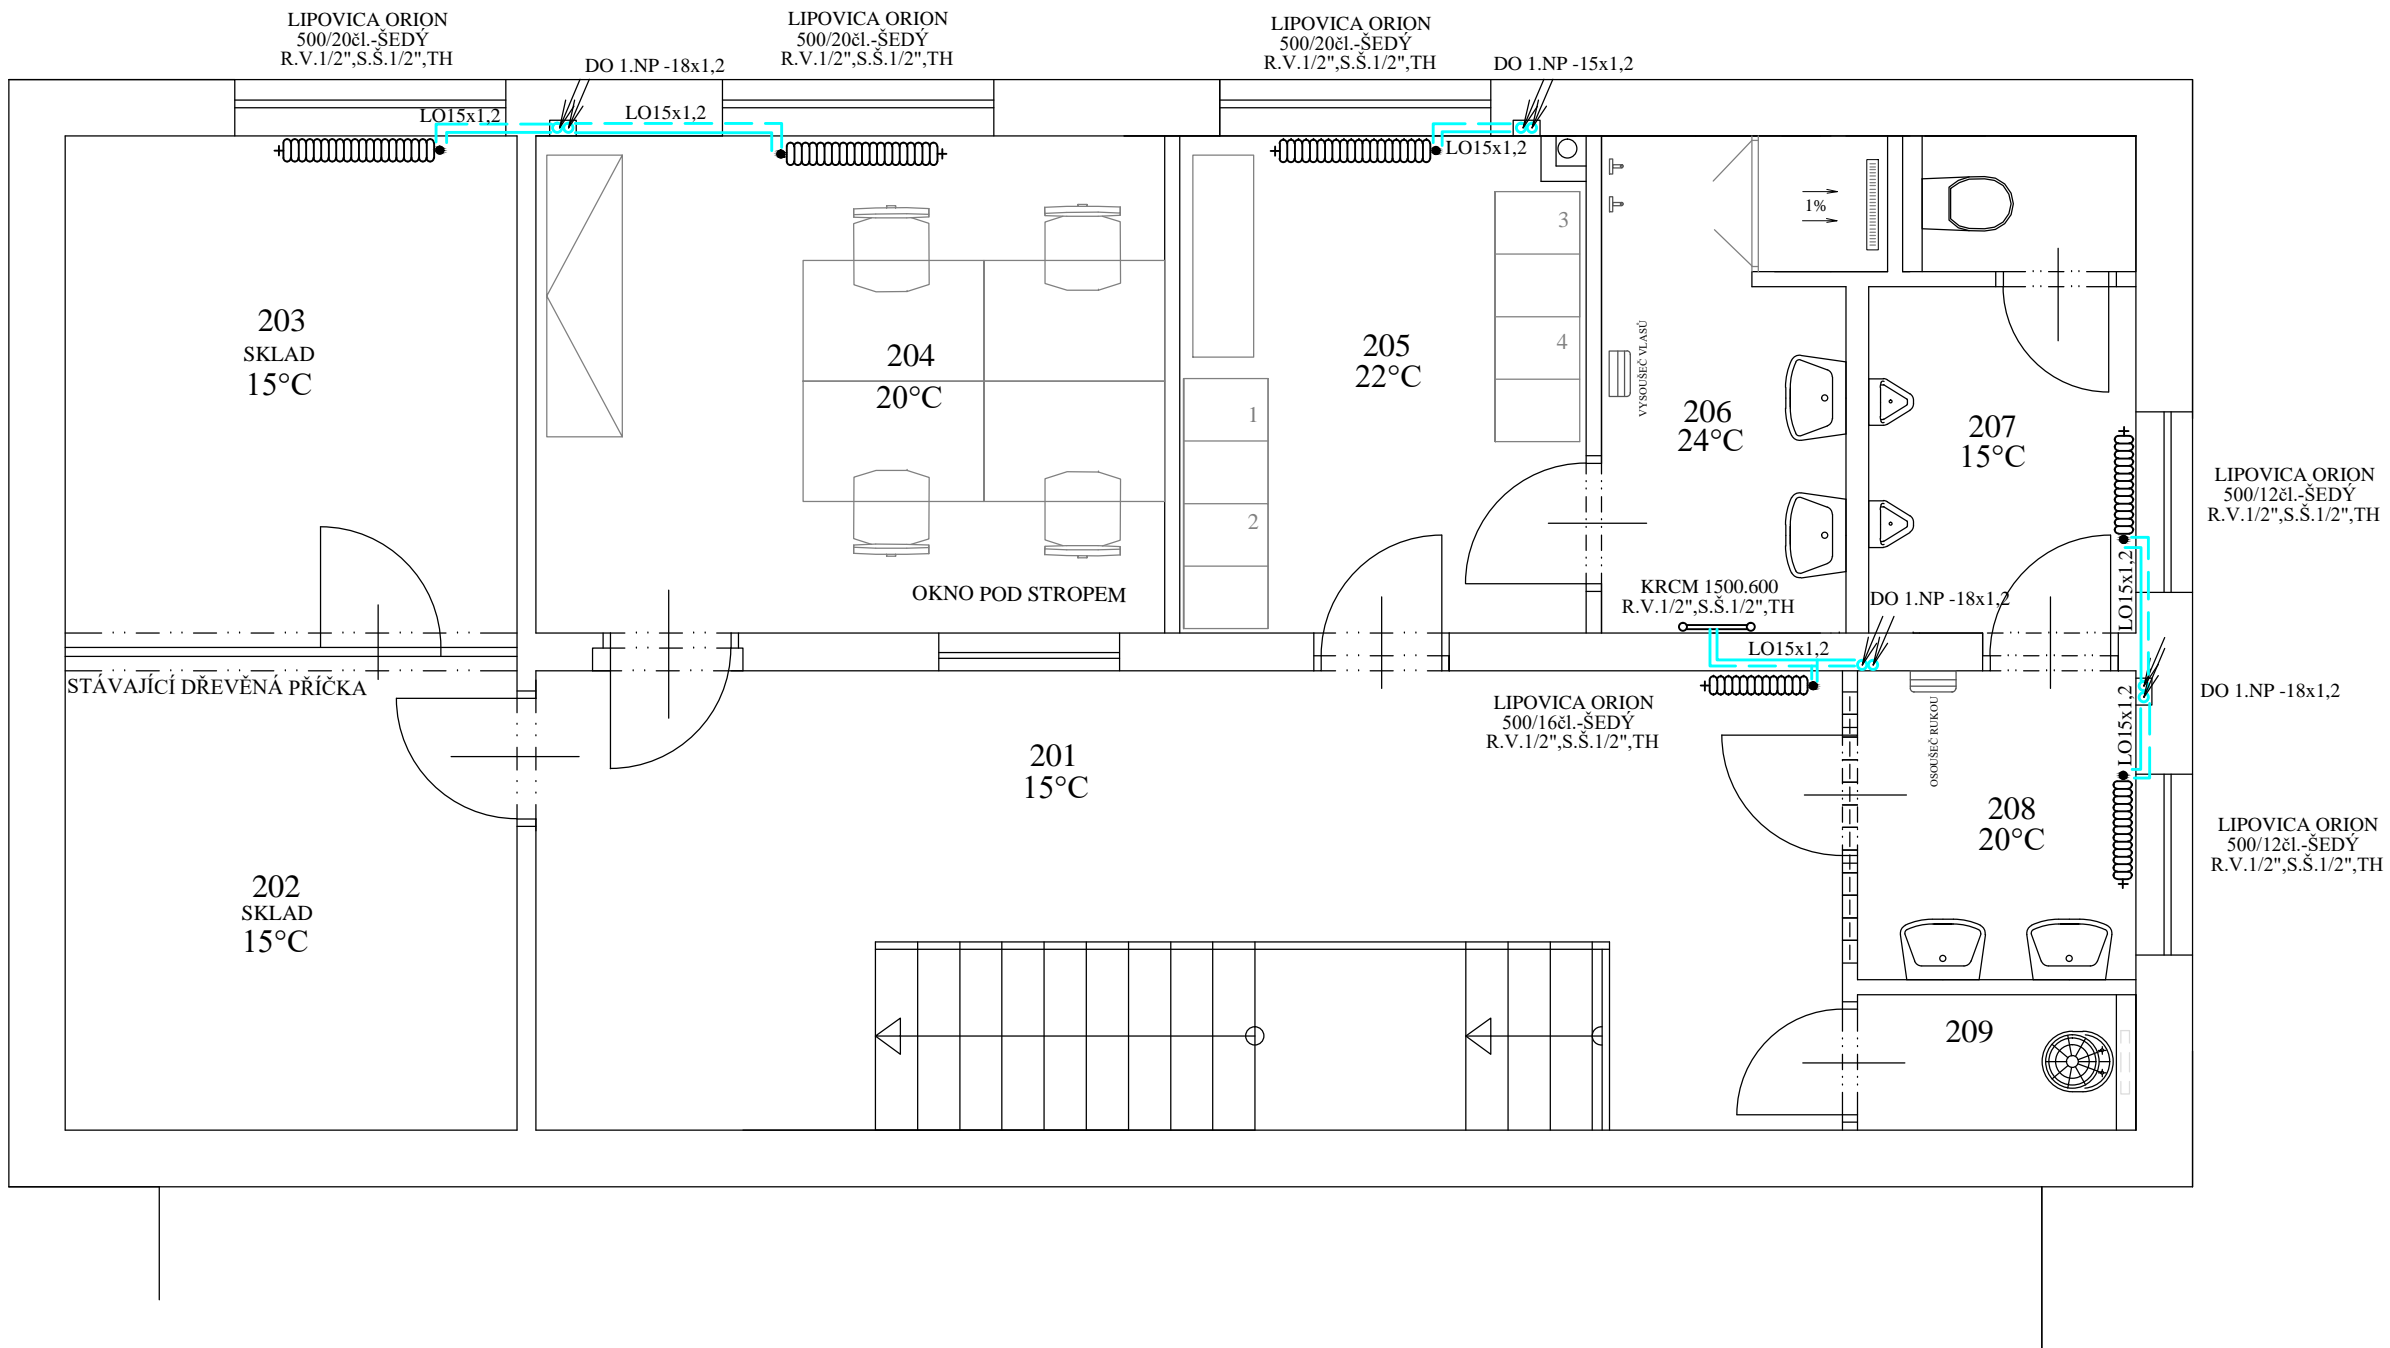 LIPOVICA ORION
500/20čl.-ŠEDÝ
R.V.1/2",S.Š.1/2",TH
LIPOVICA ORION
500/20čl.-ŠEDÝ
R.V.1/2",S.Š.1/2",TH
LIPOVICA ORION
500/20čl.-ŠEDÝ
R.V.1/2",S.Š.1/2",TH
DO 1.NP -18x1,2
DO 1.NP -15x1,2
LO15x1,2
LO15x1,2
LO15x1,2
1%
3
4
1
2
203
SKLAD
15°C
204
20°C
205
22°C
VYSOUŠEČ VLASŮ
206
24°C
207
15°C
LIPOVICA ORION
500/12čl.-ŠEDÝ
R.V.1/2",S.Š.1/2",TH
OKNO POD STROPEM
KRCM 1500.600
R.V.1/2",S.Š.1/2",TH
DO 1.NP -18x1,2
LO15x1,2
LO15x1,2
STÁVAJÍCÍ DŘEVĚNÁ PŘÍČKA
LIPOVICA ORION
500/16čl.-ŠEDÝ
R.V.1/2",S.Š.1/2",TH
OSOUŠEČ RUKOU
LO15x1,2
DO 1.NP -18x1,2
201
15°C
208
20°C
LIPOVICA ORION
500/12čl.-ŠEDÝ
R.V.1/2",S.Š.1/2",TH
202
SKLAD
15°C
209